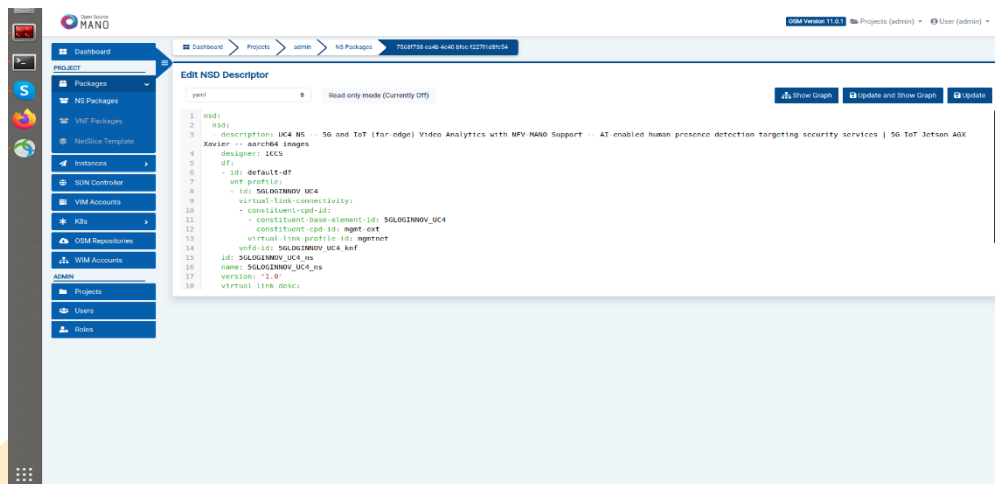 Open Source
MANO
OSM Version 11.0.1
Projects (admin)
User (admin)
Dashboard
PROJECT
Packages
NS Packages
VNF Packages
NetSlice Template
Instances
SDN Controller
VIM Accounts
K8s
OSM Repositories
WIM Accounts
ADMIN
Projects
Users
Roles
Dashboard
Projects
admin
NS Packages
Edit NSD Descriptor
yaml
Read only mode (Currently Off)
Show Graph
Update and Show Graph
Update
1 nsd:
2 nsd:
3 description: UC4 NS -- 5G and IoT (far-edge) Video Analytics with NFV-MANO Support -- AI-enabled human presence detection targeting security services | 5G-IoT Jetson AGX
Xavier -- aarch64 images
4 designer: ICCS
5 df:
6 - id: default-df
7 vnf-profile:
8 - id: 5GLOGINNOV_UC4
9 virtual-link-connectivity:
10 - constituent-cpd-id:
11 - constituent-base-element-id: 5GLOGINNOV_UC4
12 constituent-cpd-id: mgmt-ext
13 virtual-link-profile-id: mgmtnet
14 vnfd-id: 5GLOGINNOV_UC4_knf
15 id: 5GLOGINNOV_UC4_ns
16 name: 5GLOGINNOV_UC4_ns
17 version: '1.0'
18 virtual-link-desc: